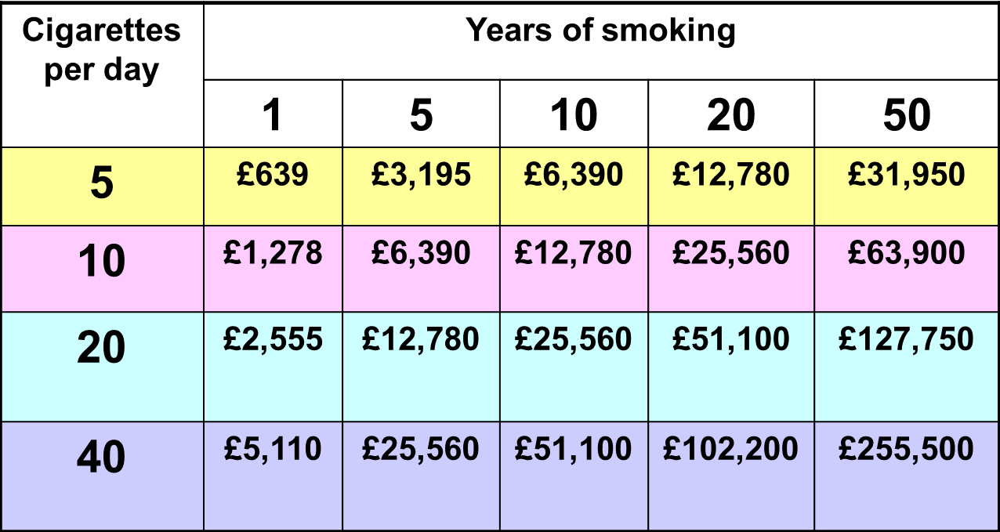 Cigarettes
per day
Years of smoking
1 5 10 20 50
5 £639 £3,195 £6,390 £12,780 £31,950
10 £1,278 £6,390 £12,780 £25,560 £63,900
20 £2,555 £12,780 £25,560 £51,100 £127,750
40 £5,110 £25,560 £51,100 £102,200 £255,500